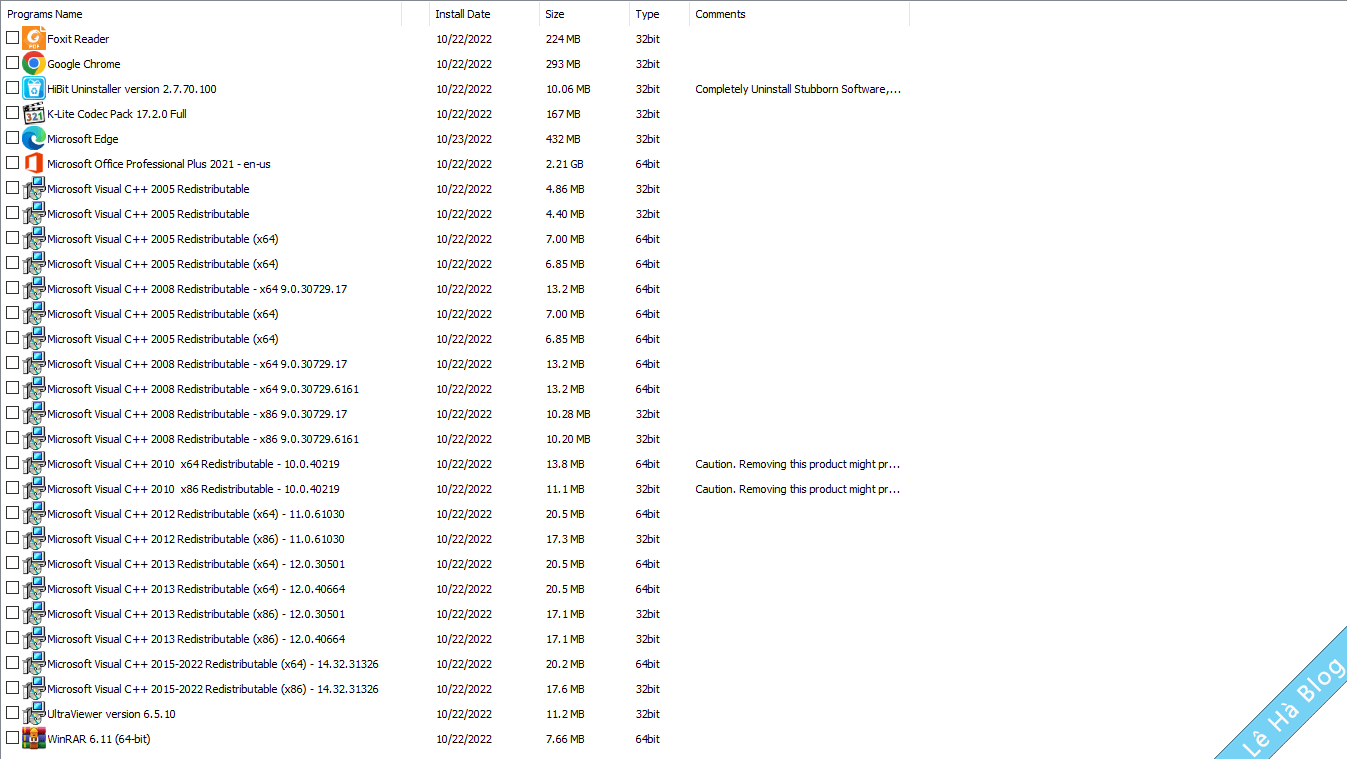 Programs Name Install Date Size Type Comments
Foxit Reader 10/22/2022 224 MB 32bit
Google Chrome 10/22/2022 293 MB 32bit
HiBit Uninstaller version 2.7.70.100 10/22/2022 10.06 MB 32bit Completely Uninstall Stubborn Software,...
K-Lite Codec Pack 17.2.0 Full 10/22/2022 167 MB 32bit
Microsoft Edge 10/23/2022 432 MB 32bit
Microsoft Office Professional Plus 2021 - en-us 10/22/2022 2.21 GB 64bit
Microsoft Visual C++ 2005 Redistributable 10/22/2022 4.86 MB 32bit
Microsoft Visual C++ 2005 Redistributable 10/22/2022 4.40 MB 32bit
Microsoft Visual C++ 2005 Redistributable (x64) 10/22/2022 7.00 MB 64bit
Microsoft Visual C++ 2005 Redistributable (x64) 10/22/2022 6.85 MB 64bit
Microsoft Visual C++ 2008 Redistributable - x64 9.0.30729.17 10/22/2022 13.2 MB 64bit
Microsoft Visual C++ 2005 Redistributable (x64) 10/22/2022 7.00 MB 64bit
Microsoft Visual C++ 2005 Redistributable (x64) 10/22/2022 6.85 MB 64bit
Microsoft Visual C++ 2008 Redistributable - x64 9.0.30729.17 10/22/2022 13.2 MB 64bit
Microsoft Visual C++ 2008 Redistributable - x64 9.0.30729.6161 10/22/2022 13.2 MB 64bit
Microsoft Visual C++ 2008 Redistributable - x86 9.0.30729.17 10/22/2022 10.28 MB 32bit
Microsoft Visual C++ 2008 Redistributable - x86 9.0.30729.6161 10/22/2022 10.20 MB 32bit
Microsoft Visual C++ 2010  x64 Redistributable - 10.0.40219 10/22/2022 13.8 MB 64bit Caution. Removing this product might pr...
Microsoft Visual C++ 2010  x86 Redistributable - 10.0.40219 10/22/2022 11.1 MB 32bit Caution. Removing this product might pr...
Microsoft Visual C++ 2012 Redistributable (x64) - 11.0.61030 10/22/2022 20.5 MB 64bit
Microsoft Visual C++ 2012 Redistributable (x86) - 11.0.61030 10/22/2022 17.3 MB 32bit
Microsoft Visual C++ 2013 Redistributable (x64) - 12.0.30501 10/22/2022 20.5 MB 64bit
Microsoft Visual C++ 2013 Redistributable (x64) - 12.0.40664 10/22/2022 20.5 MB 64bit
Microsoft Visual C++ 2013 Redistributable (x86) - 12.0.30501 10/22/2022 17.1 MB 32bit
Microsoft Visual C++ 2013 Redistributable (x86) - 12.0.40664 10/22/2022 17.1 MB 32bit
Microsoft Visual C++ 2015-2022 Redistributable (x64) - 14.32.31326 10/22/2022 20.2 MB 64bit
Microsoft Visual C++ 2015-2022 Redistributable (x86) - 14.32.31326 10/22/2022 17.6 MB 32bit
UltraViewer version 6.5.10 10/22/2022 11.2 MB 32bit
WinRAR 6.11 (64-bit) 10/22/2022 7.66 MB 64bit
Lê Hà Blog